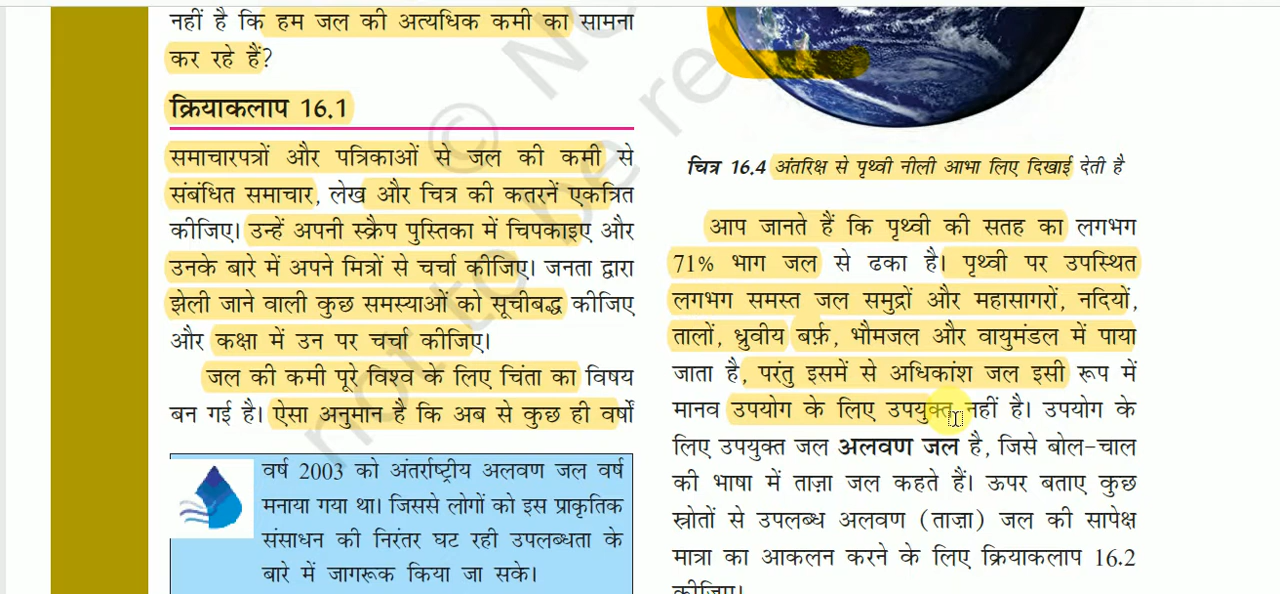 नहीं है कि हम जल की अत्यधिक कमी का सामना
कर रहे हैं?
क्रियाकलाप 16.1
समाचारपत्रों और पत्रिकाओं से जल की कमी से
संबंधित समाचार, लेख और चित्र की कतरनें एकत्रित
कीजिए। उन्हें अपनी स्क्रैप पुस्तिका में चिपकाइए और
उनके बारे में अपने मित्रों से चर्चा कीजिए। जनता द्वारा
झेली जाने वाली कुछ समस्याओं को सूचीबद्ध कीजिए
और कक्षा में उन पर चर्चा कीजिए।
जल की कमी पूरे विश्व के लिए चिंता का विषय
बन गई है। ऐसा अनुमान है कि अब से कुछ ही वर्षों
वर्ष 2003 को अंतर्राष्ट्रीय अलवण जल वर्ष
मनाया गया था। जिससे लोगों को इस प्राकृतिक
संसाधन की निरंतर घट रही उपलब्धता के
बारे में जागरूक किया जा सके।
चित्र 16.4 अंतरिक्ष से पृथ्वी नीली आभा लिए दिखाई देती है
आप जानते हैं कि पृथ्वी की सतह का लगभग
71% भाग जल से ढका है। पृथ्वी पर उपस्थित
लगभग समस्त जल समुद्रों और महासागरों, नदियों,
तालों, ध्रुवीय बर्फ़, भौमजल और वायुमंडल में पाया
जाता है, परंतु इसमें से अधिकांश जल इसी रूप में
मानव उपयोग के लिए उपयुक्त नहीं है। उपयोग के
लिए उपयुक्त जल अलवण जल है, जिसे बोल-चाल
की भाषा में ताज़ा जल कहते हैं। ऊपर बताए कुछ
स्रोतों से उपलब्ध अलवण (ताज़ा) जल की सापेक्ष
मात्रा का आकलन करने के लिए क्रियाकलाप 16.2
कीजिए।
not to be re
© N